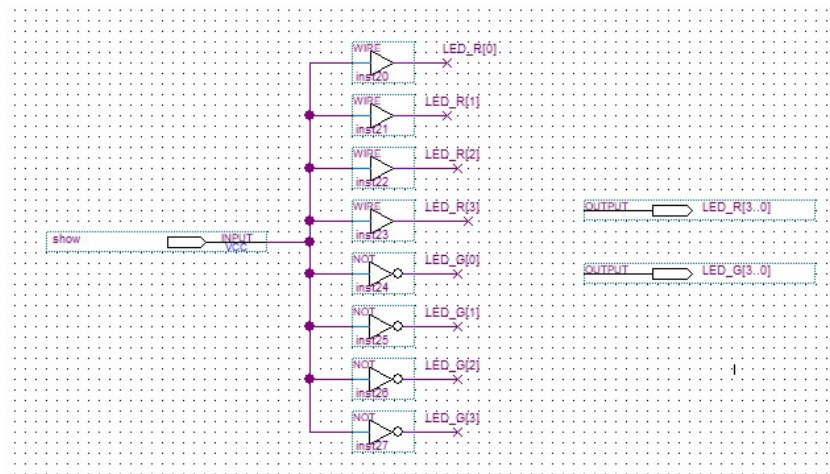 WIRE
LED_R[0]
inst20
WIRE
LED_R[1]
inst21
WIRE
LED_R[2]
inst22
WIRE
LED_R[3]
inst23
OUTPUT
LED_R[3..0]
show
INPUT
VCC
NOT
LED_G[0]
inst24
OUTPUT
LED_G[3..0]
NOT
LED_G[1]
inst25
NOT
LED_G[2]
inst26
NOT
LED_G[3]
inst27